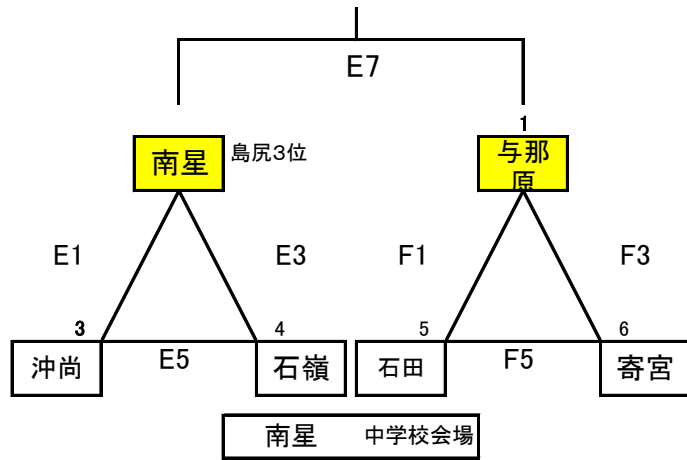 E7
1
南星 島尻3位
与那
原
E1 E3 F1 F3
3 4 5 6
沖尚 E5 石嶺 石田 F5 寄宮
南星 中学校会場